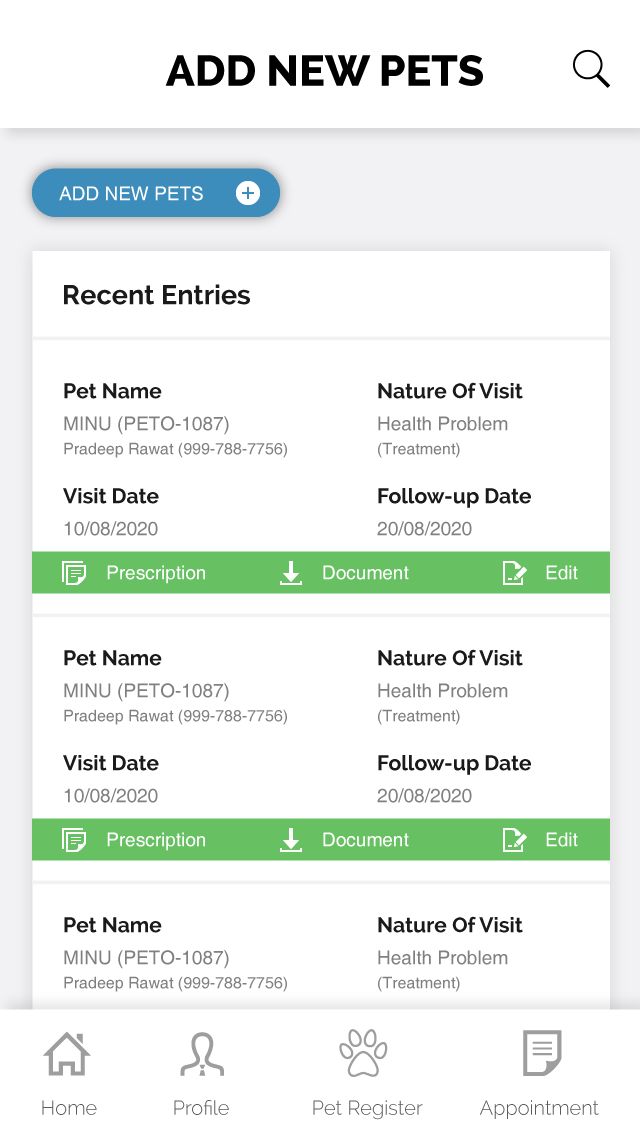 ADD NEW PETS
ADD NEW PETS
Recent Entries
Pet Name Nature Of Visit
MINU (PETO-1087) Health Problem
Pradeep Rawat (999-788-7756) (Treatment)
Visit Date Follow-up Date
10/08/2020 20/08/2020
Prescription Document Edit
Pet Name Nature Of Visit
MINU (PETO-1087) Health Problem
Pradeep Rawat (999-788-7756) (Treatment)
Visit Date Follow-up Date
10/08/2020 20/08/2020
Prescription Document Edit
Pet Name Nature Of Visit
MINU (PETO-1087) Health Problem
Pradeep Rawat (999-788-7756) (Treatment)
Home Profile Pet Register Appointment